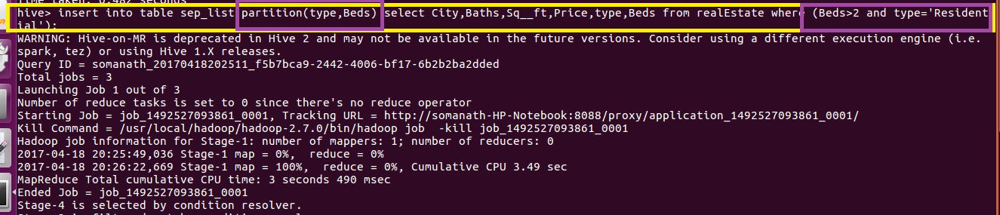 Time taken: 0.482 seconds
hive> insert into table sep_list partition(type,Beds) select City,Baths,Sq__ft,Price,type,Beds from realEstate where (Beds>2 and type='Resident
ial');
WARNING: Hive-on-MR is deprecated in Hive 2 and may not be available in the future versions. Consider using a different execution engine (i.e.
spark, tez) or using Hive 1.X releases.
Query ID = somanath_20170418202511_f5b7bca9-2442-4006-bf17-6b2b2ba2dded
Total jobs = 3
Launching Job 1 out of 3
Number of reduce tasks is set to 0 since there's no reduce operator
Starting Job = job_1492527093861_0001, Tracking URL = http://somanath-HP-Notebook:8088/proxy/application_1492527093861_0001/
Kill Command = /usr/local/hadoop/hadoop-2.7.0/bin/hadoop job  -kill job_1492527093861_0001
Hadoop job information for Stage-1: number of mappers: 1; number of reducers: 0
2017-04-18 20:25:49,036 Stage-1 map = 0%,  reduce = 0%
2017-04-18 20:26:22,669 Stage-1 map = 100%,  reduce = 0%, Cumulative CPU 3.49 sec
MapReduce Total cumulative CPU time: 3 seconds 490 msec
Ended Job = job_1492527093861_0001
Stage-4 is selected by condition resolver.